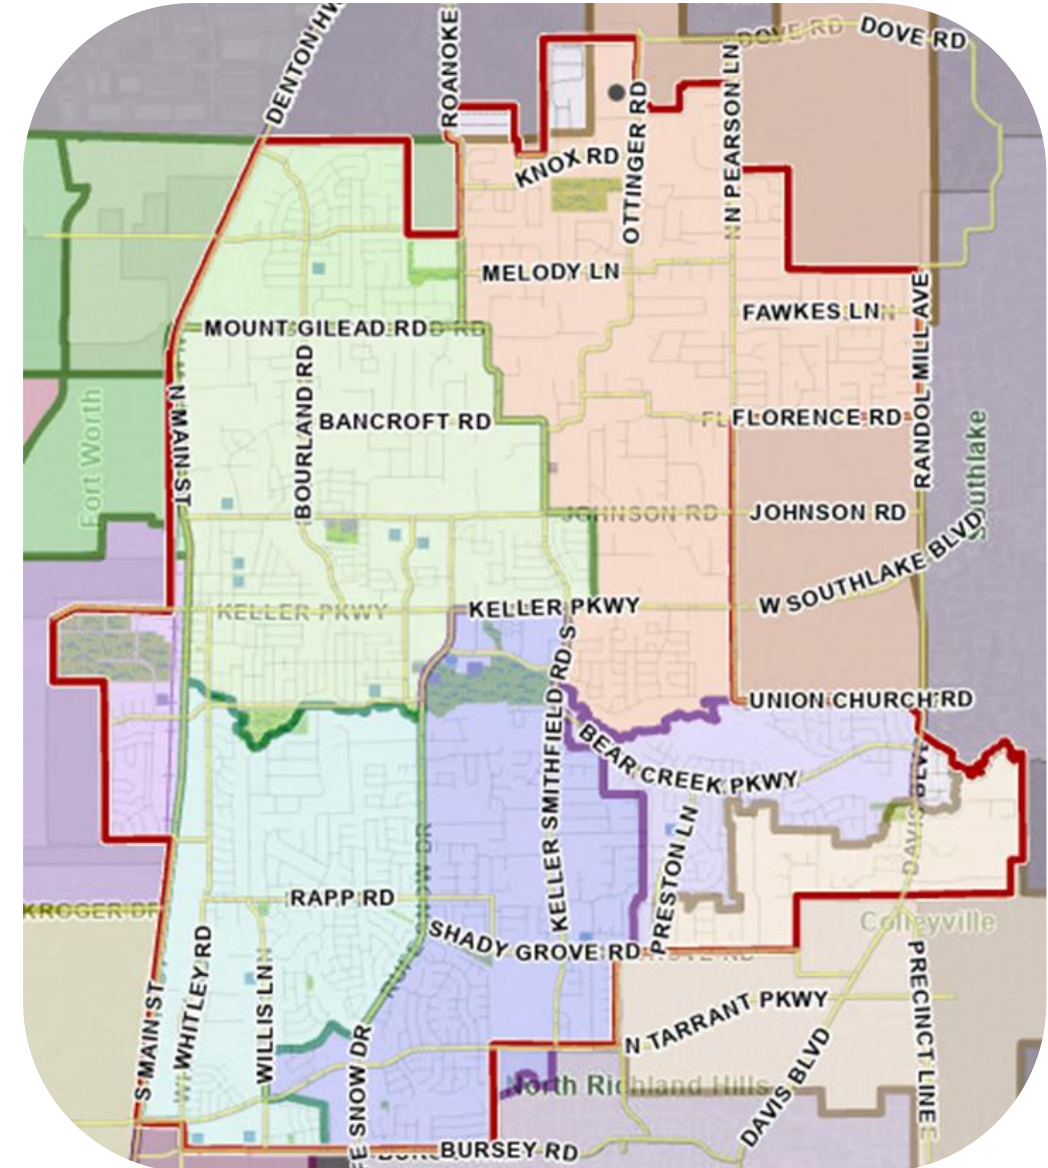 DENTON HW
ROANOKE
DOVE RD
DOVE RD
KNOX RD
OTTINGER RD
N PEARSON LN
MELODY LN
FAWKES LN
MOUNT GILEAD RD
RANDOL MILL AVE
BOURLAND RD
BANCROFT RD
FLORENCE RD
N MAIN ST
Fort Worth
Southlake
JOHNSON RD
JOHNSON RD
W SOUTHLAKE BLVD
KELLER PKWY
KELLER PKWY
KELLER SMITHFIELD RD S
UNION CHURCH RD
BEAR CREEK PKWY
PRESTON LN
DAVIS BLVD
RAPP RD
KROGER DR
Colleyville
SHADY GROVE RD
WHITLEY RD
WILLIS LN
S MAIN ST
N TARRANT PKWY
PRECINCT LINE
FE SNOW DR
North Richland Hills
DAVIS BLVD
BURSEY RD